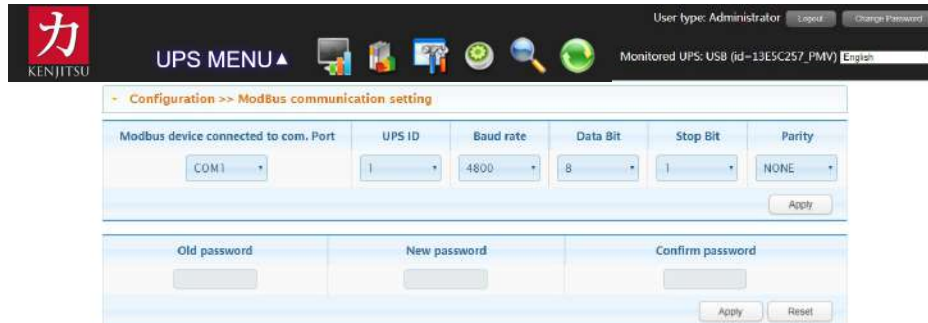 User type: Administrator Logout Change Password
力
KENJITSU
UPS MENU▲
Monitored UPS: USB (id=13E5C257_PMV) English
- Configuration >> ModBus communication setting
Modbus device connected to com. Port UPS ID Baud rate Data Bit Stop Bit Parity
COM1 1 4800 8 1 NONE
Apply
Old password New password Confirm password
Apply Reset